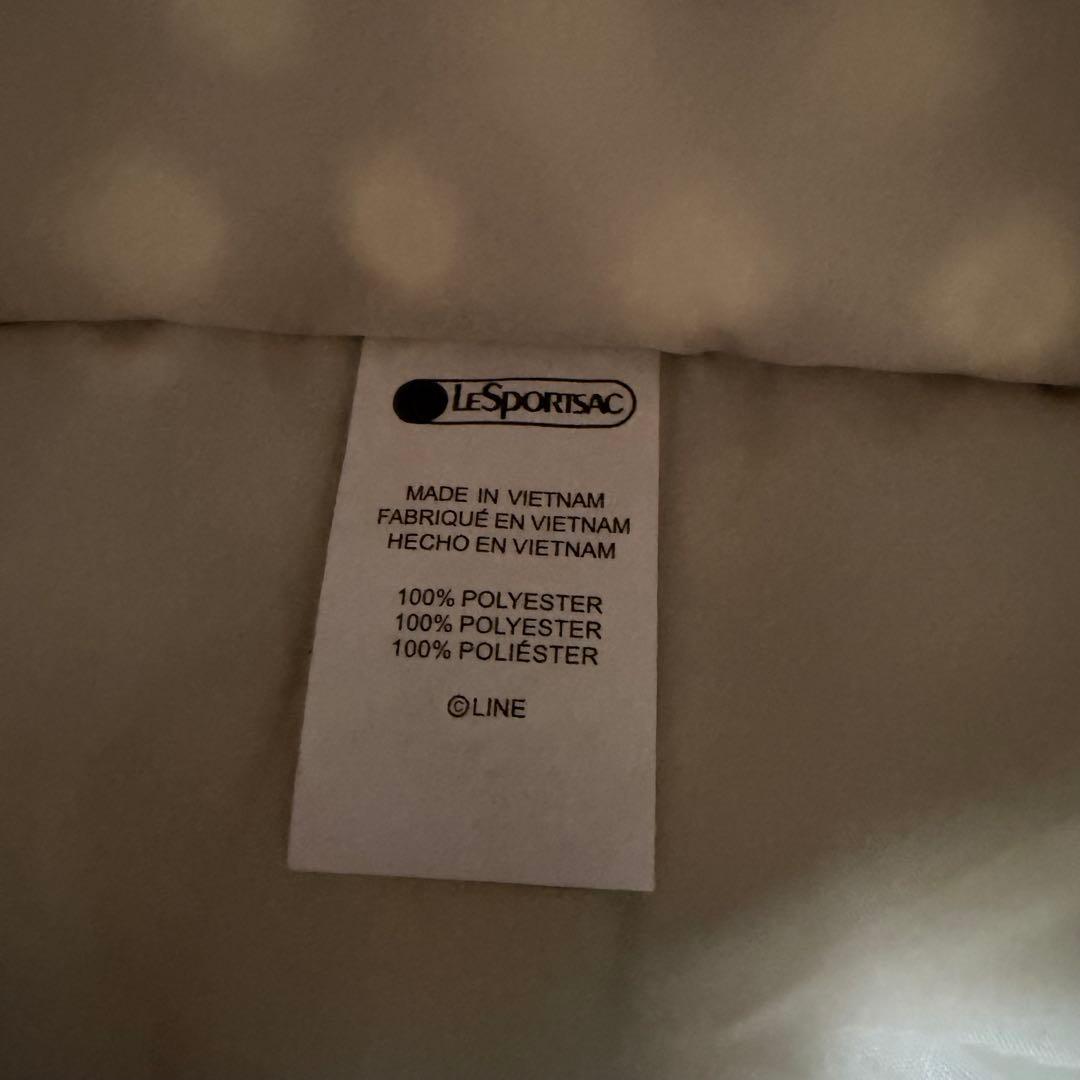 LESPORTSAC
MADE IN VIETNAM
FABRIQUÉ EN VIETNAM
HECHO EN VIETNAM
100% POLYESTER
100% POLYESTER
100% POLIÉSTER
©LINE